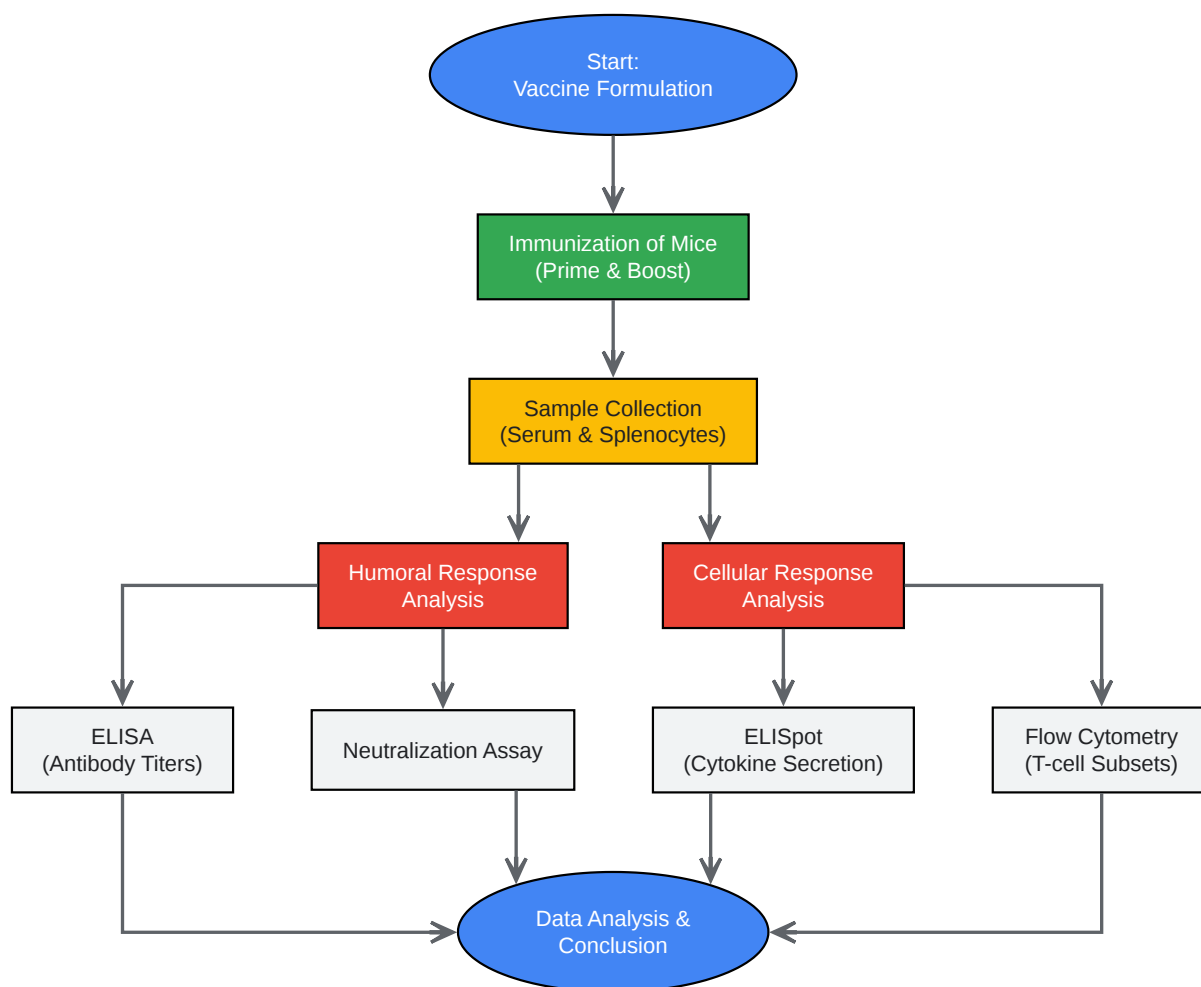 Start:
Vaccine Formulation
Immunization of Mice
(Prime & Boost)
Sample Collection
(Serum & Splenocytes)
Humoral Response
Analysis
Cellular Response
Analysis
ELISA
(Antibody Titers)
Neutralization Assay
ELISpot
(Cytokine Secretion)
Flow Cytometry
(T-cell Subsets)
Data Analysis &
Conclusion